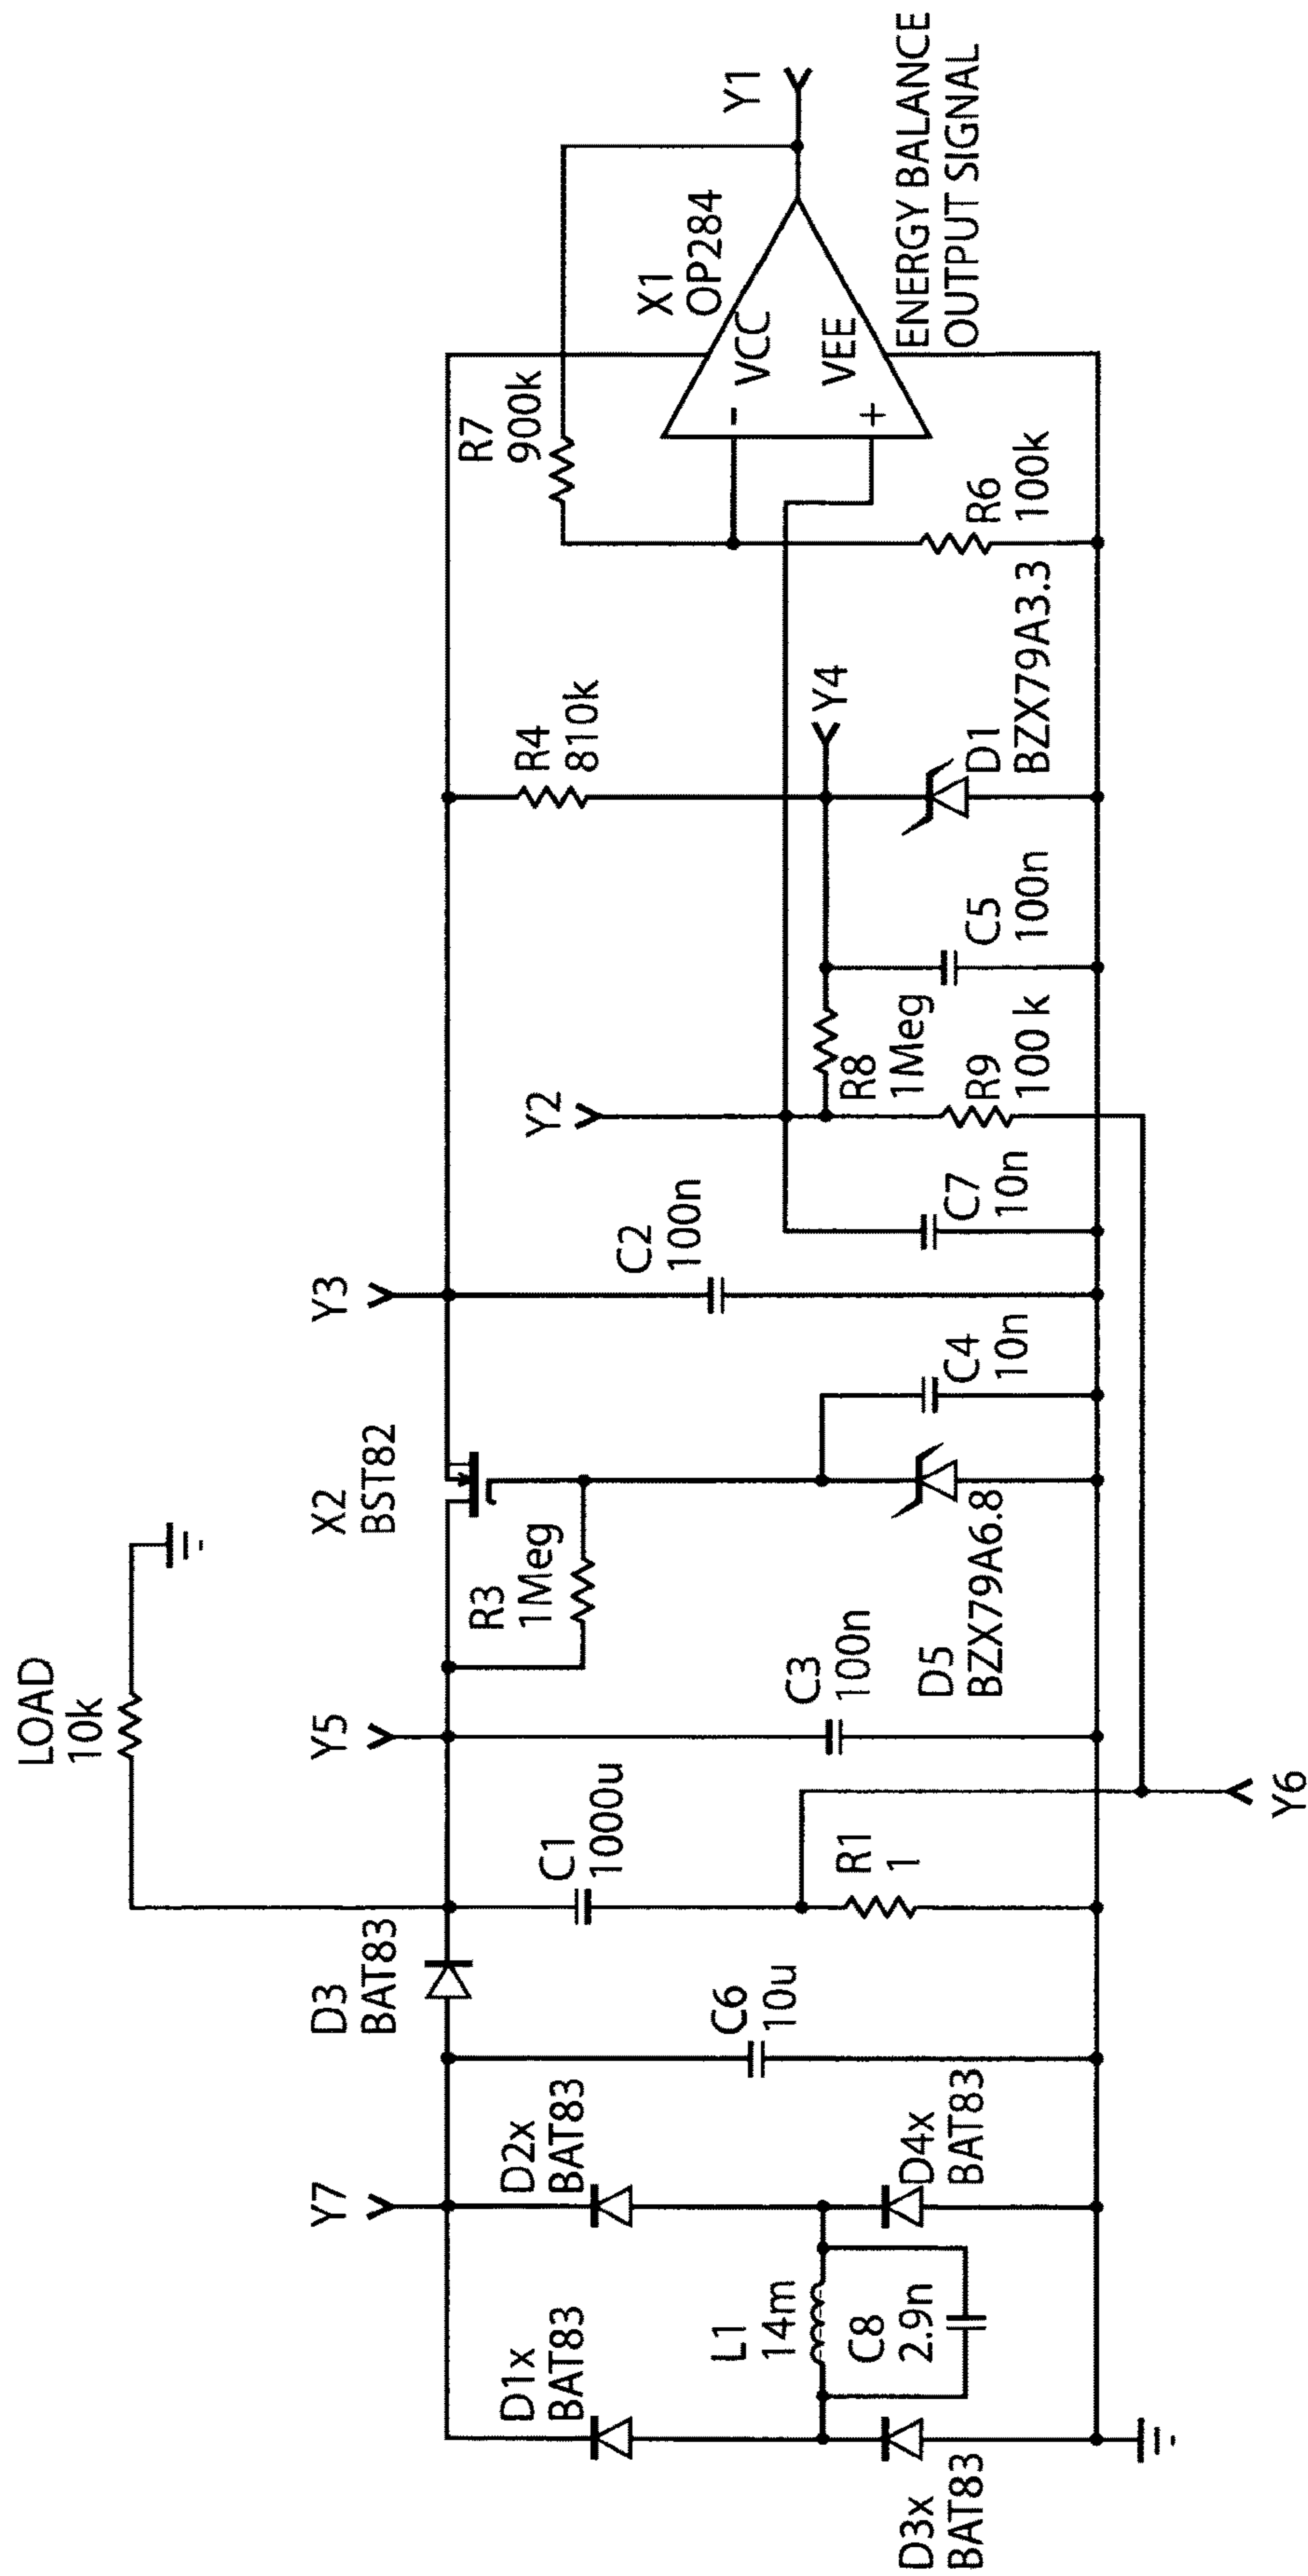 LOAD
10k
Y7
D3
BAT83
Y5
X2
BST82
Y3
D1x
BAT83
D2x
BAT83
C6
10u
C1
1000u
R3
1Meg
C2
100n
Y2
R4
810k
R7
900k
X1
OP284
Y1
L1
14m
C8
2.9n
R1
1
C3
100n
R8
1Meg
Y4
VCC
VEE
-
+
D3x
BAT83
D4x
BAT83
D5
BZX79A6.8
C4
10n
C7
10n
R9
100 k
C5
100n
D1
BZX79A3.3
R6
100k
ENERGY BALANCE
OUTPUT SIGNAL
Y6